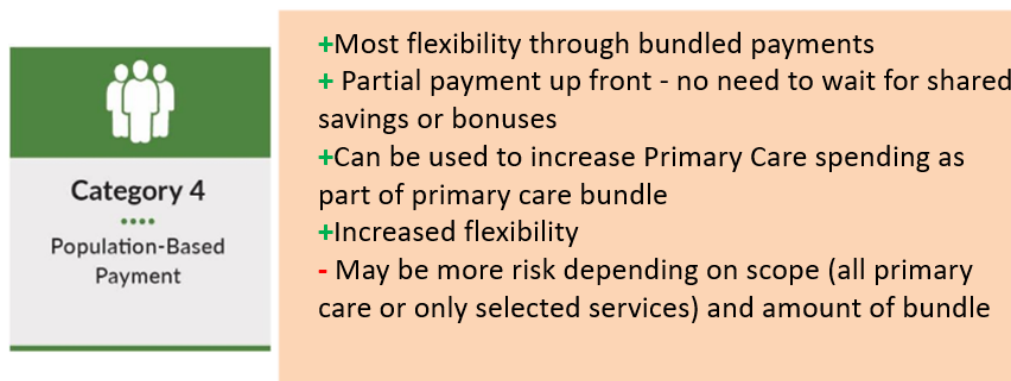 Category 4
Population-Based
Payment
+Most flexibility through bundled payments
+ Partial payment up front - no need to wait for shared
savings or bonuses
+Can be used to increase Primary Care spending as
part of primary care bundle
+Increased flexibility
- May be more risk depending on scope (all primary
care or only selected services) and amount of bundle